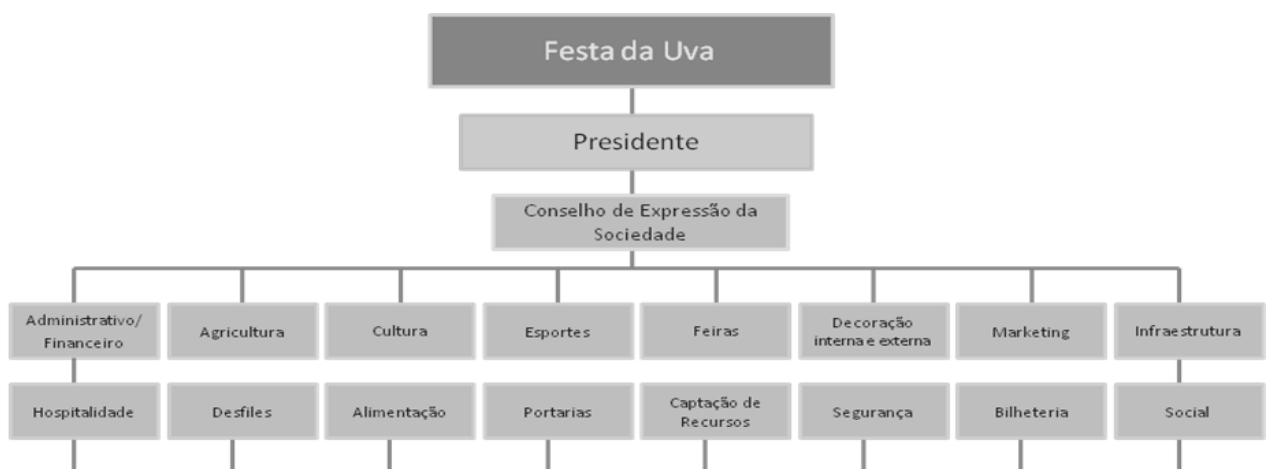 Festa da Uva
Presidente
Conselho de Expressão da
Sociedade
Administrativo/
Financeiro
Agricultura
Cultura
Esportes
Feiras
Decoração
interna e externa
Marketing
Infraestrutura
Hospitalidade
Desfiles
Alimentação
Portarias
Captação de
Recursos
Segurança
Bilheteria
Social